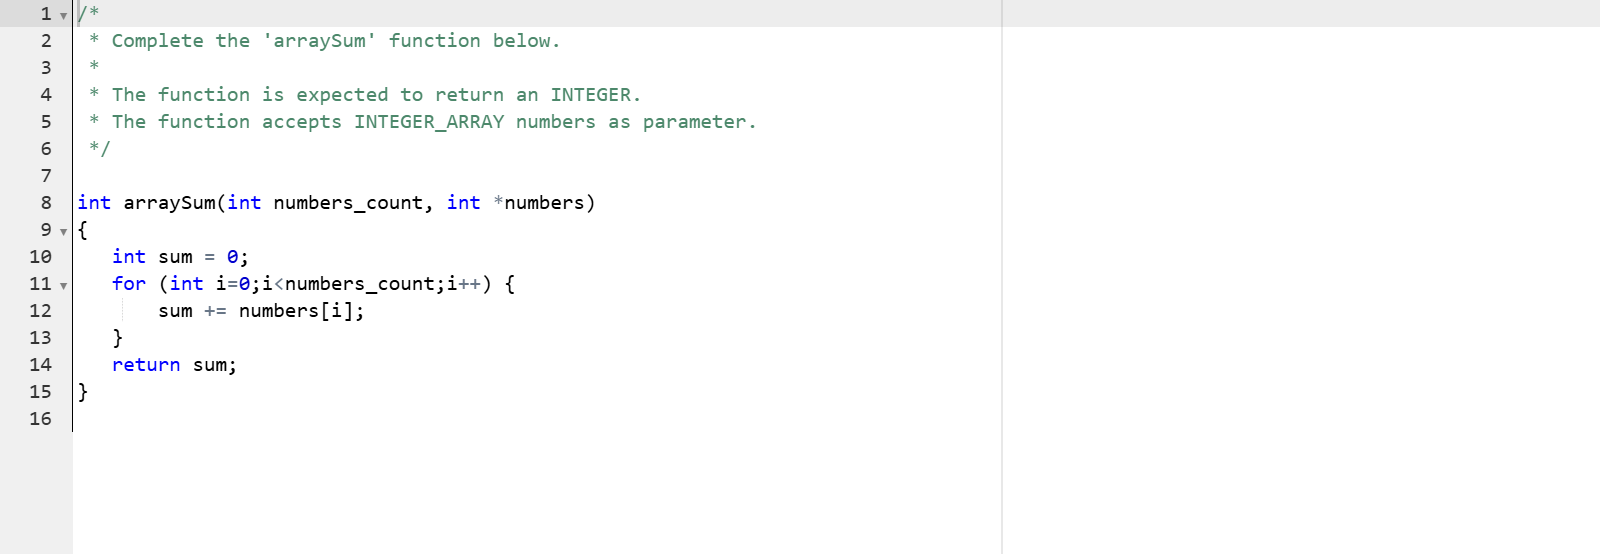 1 /*
2  * Complete the 'arraySum' function below.
3  *
4  * The function is expected to return an INTEGER.
5  * The function accepts INTEGER_ARRAY numbers as parameter.
6  */
7
8 int arraySum(int numbers_count, int *numbers)
9 {
10    int sum = 0;
11    for (int i=0;i<numbers_count;i++) {
12        sum += numbers[i];
13    }
14    return sum;
15 }
16